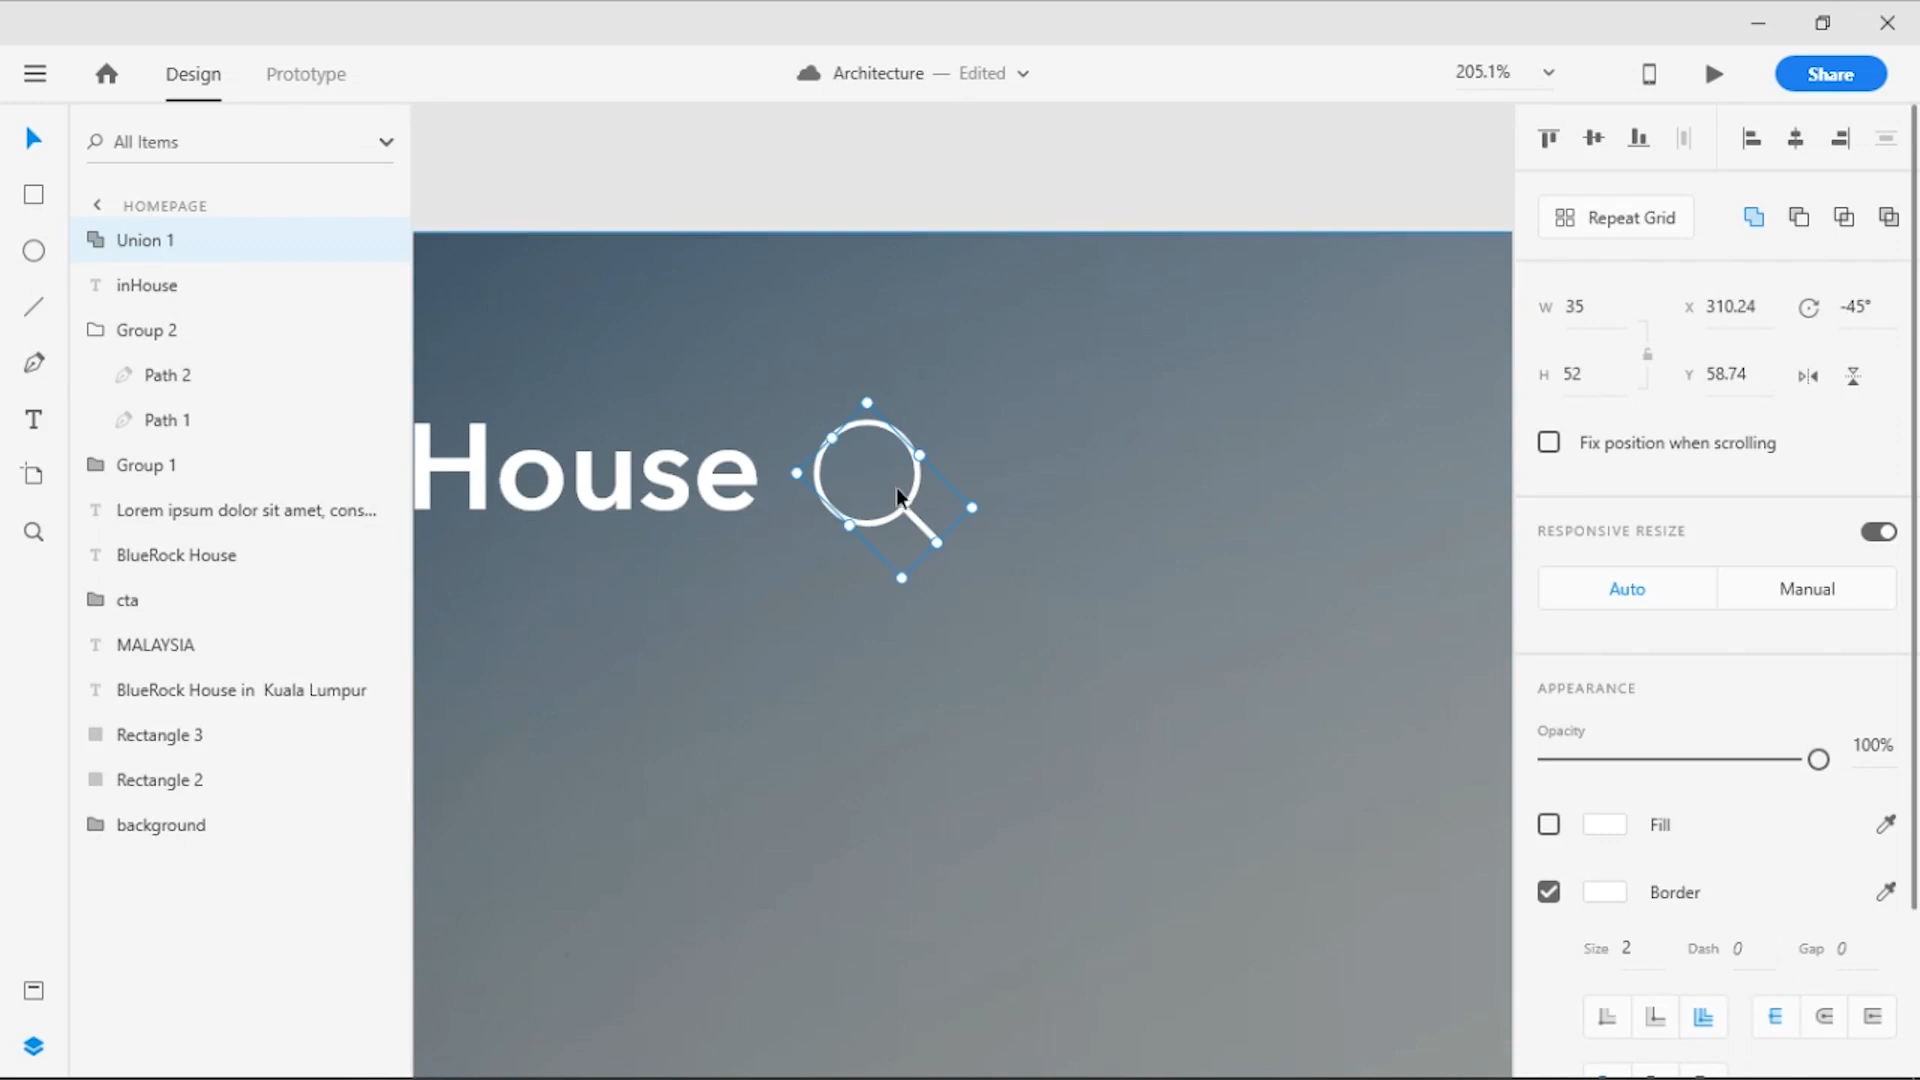 Design
Prototype
Architecture — Edited
205.1%
Share
All Items
HOMEPAGE
Union 1
T inHouse
Group 2
Path 2
Path 1
Group 1
T Lorem ipsum dolor sit amet, cons...
T BlueRock House
cta
T MALAYSIA
T BlueRock House in Kuala Lumpur
Rectangle 3
Rectangle 2
background
T
House
Repeat Grid
W 35
X 310.24
-45°
H 52
Y 58.74
Fix position when scrolling
RESPONSIVE RESIZE
Auto
Manual
APPEARANCE
Opacity
100%
Fill
Border
Size 2
Dash 0
Gap 0